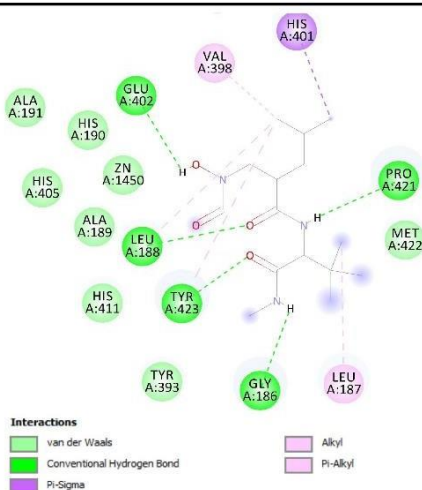 HIS
A:401
VAL
A:398
GLU
A:402
ALA
A:191
HIS
A:190
ZN
A:1450
HIS
A:405
ALA
A:189
LEU
A:188
PRO
A:421
MET
A:422
HIS
A:411
TYR
A:423
TYR
A:393
GLY
A:186
LEU
A:187
O
H
N
O
O
N
H
O
N
H
Interactions
van der Waals
Conventional Hydrogen Bond
Pi-Sigma
Alkyl
Pi-Alkyl